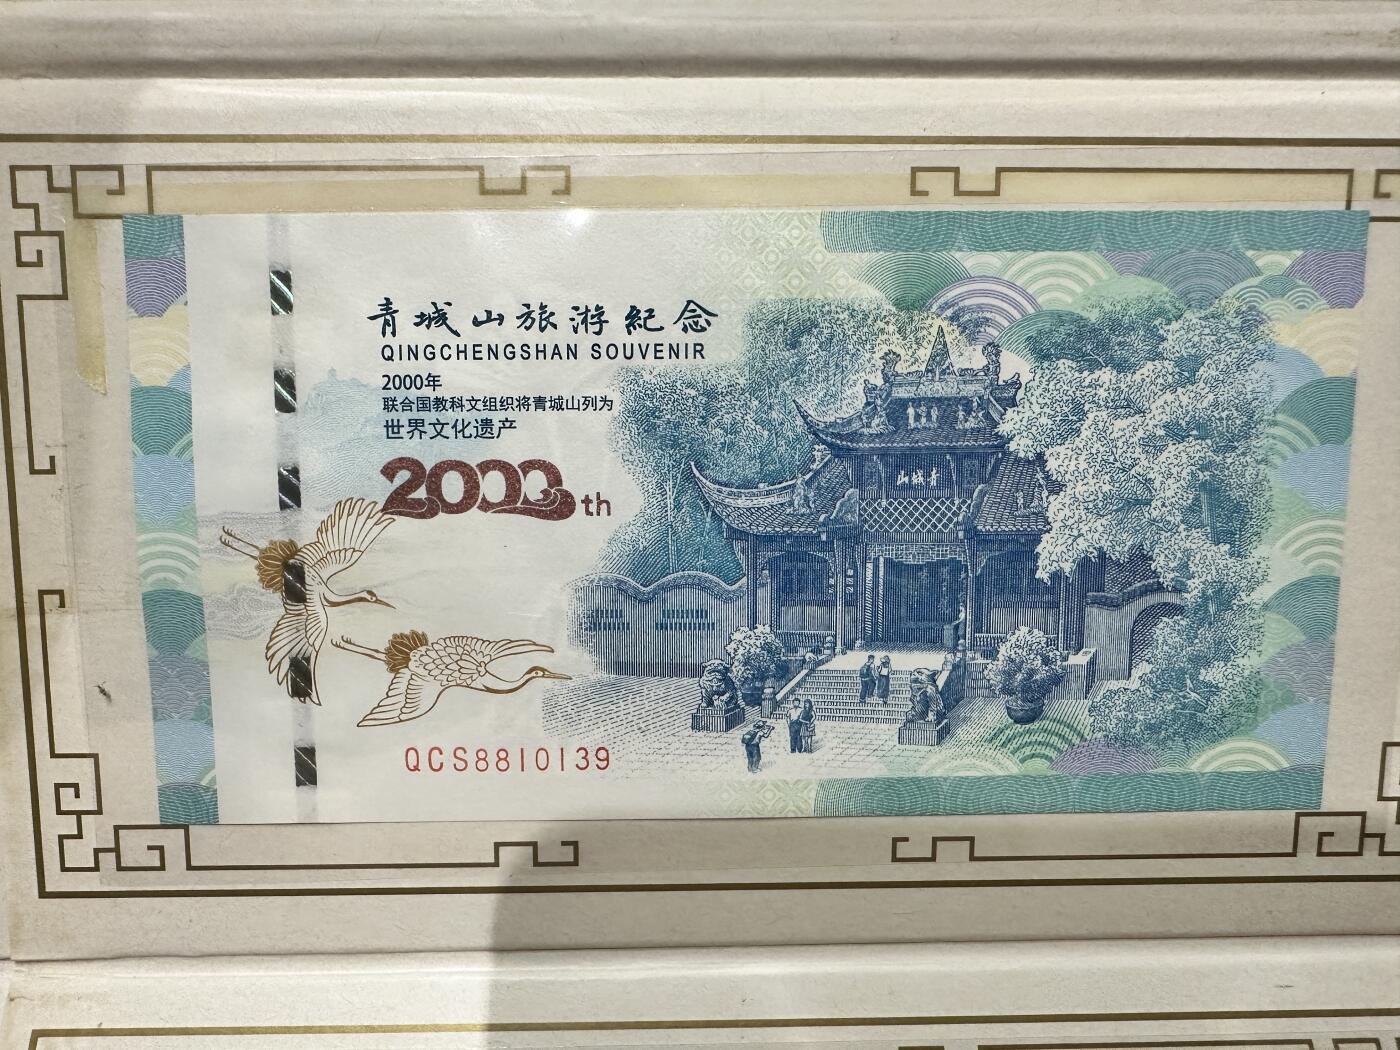 青城山旅游紀念
QINGCHENGSHAN SOUVENIR
2000年
联合国教科文组织将青城山列为
世界文化遗产
2000th
山城青
QCS8810139